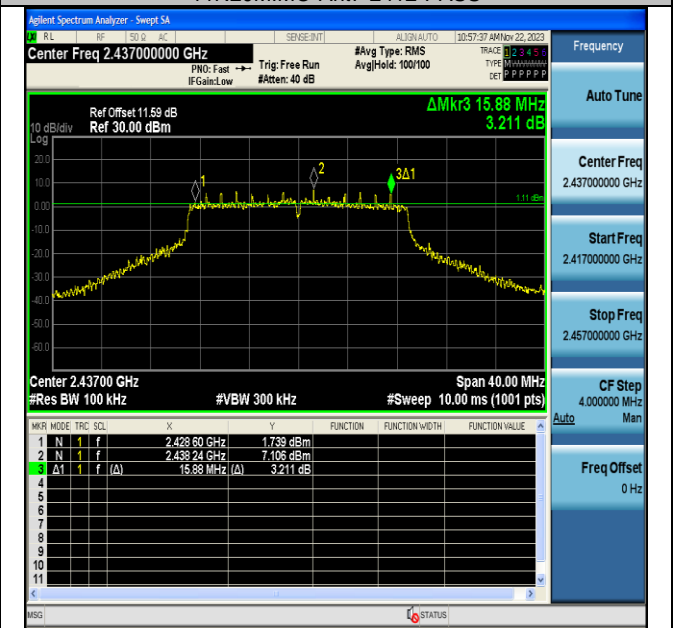 Agilent Spectrum Analyzer - Swept SA
RL RF 50 Ω AC SENSE:INT ALIGN AUTO 10:57:37 AM Nov 22, 2023
Center Freq 2.437000000 GHz
PNO: Fast
IFGain:Low
Trig: Free Run
#Atten: 40 dB
#Avg Type: RMS
Avg|Hold: 100/100
TRACE 1 2 3 4 5 6
TYPE M
DET P P P P P P
Frequency
Auto Tune
Center Freq
2.437000000 GHz
Start Freq
2.417000000 GHz
Stop Freq
2.457000000 GHz
CF Step
4.000000 MHz
Auto Man
Freq Offset
0 Hz
Ref Offset 11.59 dB
10 dB/div Ref 30.00 dBm
Log
ΔMkr3 15.88 MHz
3.211 dB
20.0
10.0
0.00
-10.0
-20.0
-30.0
-40.0
-50.0
-60.0
1
2
3Δ1
1.11 dBm
Center 2.43700 GHz Span 40.00 MHz
#Res BW 100 kHz #VBW 300 kHz #Sweep 10.00 ms (1001 pts)
MKR MODE TRC SCL X Y FUNCTION FUNCTION WIDTH FUNCTION VALUE
1 N 1 f 2.428 60 GHz 1.739 dBm
2 N 1 f 2.438 24 GHz 7.106 dBm
3 Δ1 1 f (Δ) 15.88 MHz (Δ) 3.211 dB
4
5
6
7
8
9
10
11
MSG STATUS